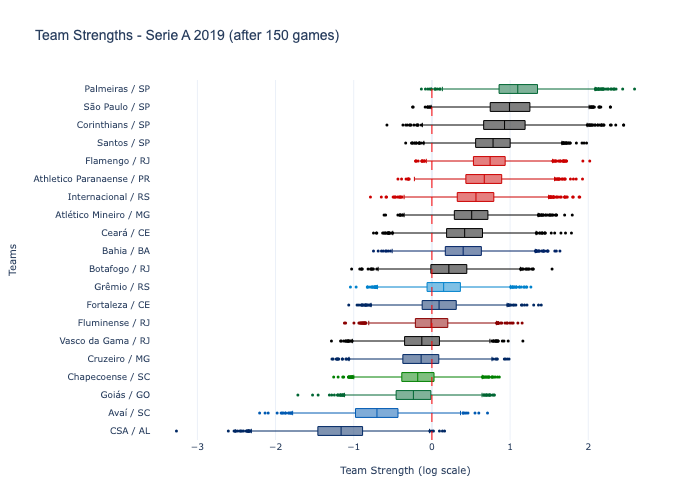 Team Strengths - Serie A 2019 (after 150 games)
Palmeiras / SP
São Paulo / SP
Corinthians / SP
Santos / SP
Flamengo / RJ
Athletico Paranaense / PR
Internacional / RS
Atlético Mineiro / MG
Ceará / CE
Bahia / BA
Botafogo / RJ
Grêmio / RS
Fortaleza / CE
Fluminense / RJ
Vasco da Gama / RJ
Cruzeiro / MG
Chapecoense / SC
Goiás / GO
Avaí / SC
CSA / AL
Teams
−3 −2 −1 0 1 2
Team Strength (log scale)